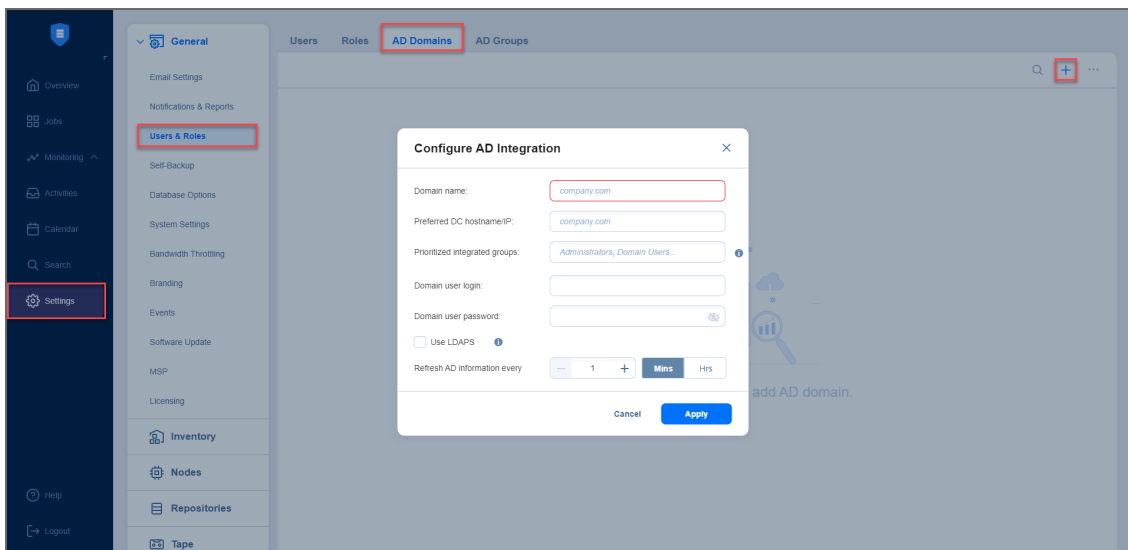 General
Users Roles AD Domains AD Groups
Overview
Jobs
Monitoring
Activities
Calendar
Search
Settings
Help
Logout
Email Settings
Notifications & Reports
Users & Roles
Self-Backup
Database Options
System Settings
Bandwidth Throttling
Branding
Events
Software Update
MSP
Licensing
Inventory
Nodes
Repositories
Tape
Configure AD Integration
Domain name: company.com
Preferred DC hostname/IP: company.com
Prioritized integrated groups: Administrators, Domain Users...
Domain user login:
Domain user password:
Use LDAPS
Refresh AD information every 1 Mins Hrs
Cancel Apply
add AD domain.